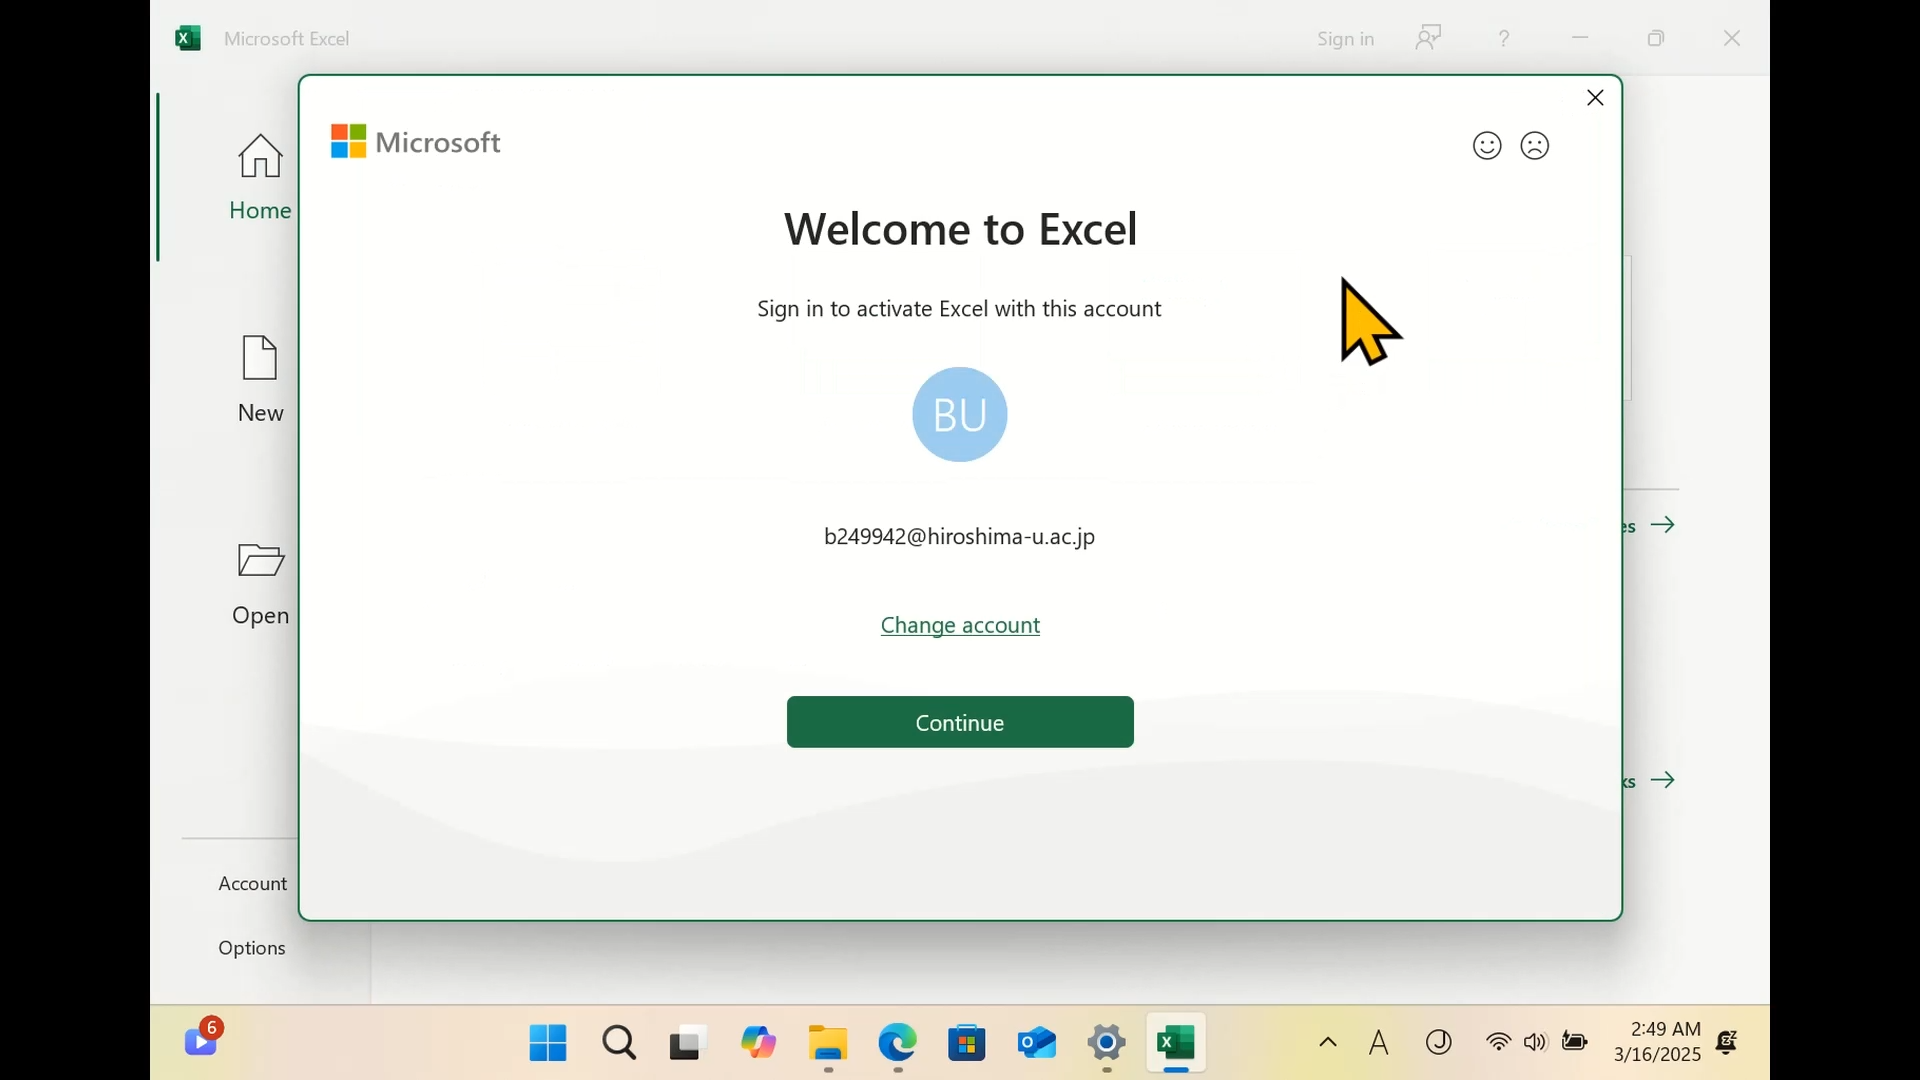 Microsoft Excel
Sign in
?
Microsoft
Home
Welcome to Excel
Sign in to activate Excel with this account
BU
New
b249942@hiroshima-u.ac.jp
es
Open
Change account
Continue
ks
Account
Options
6
A
J
2:49 AM
3/16/2025